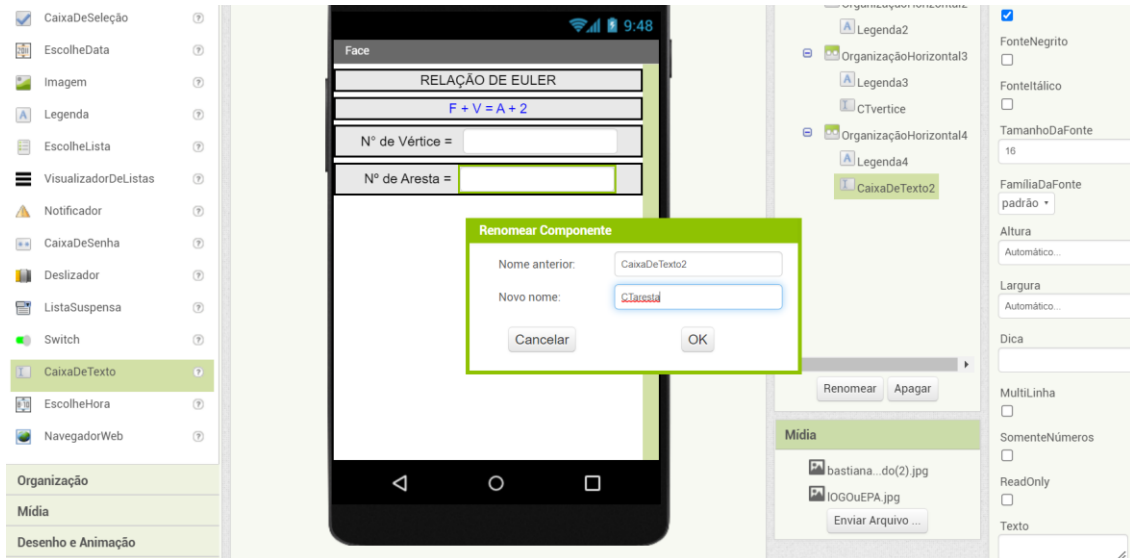 CaixaDeSeleção
EscolheData
Imagem
Legenda
EscolheLista
VisualizadorDeListas
Notificador
CaixaDeSenha
Deslizador
ListaSuspensa
Switch
CaixaDeTexto
EscolheHora
NavegadorWeb
Organização
Mídia
Desenho e Animação
9:48
Face
RELAÇÃO DE EULER
F + V = A + 2
N° de Vértice =
Nº de Aresta =
Renomear Componente
Nome anterior: CaixaDeTexto2
Novo nome: CTaresta
Cancelar OK
OrganizaçãoHorizontal2
Legenda2
OrganizaçãoHorizontal3
Legenda3
CTvertice
OrganizaçãoHorizontal4
Legenda4
CaixaDeTexto2
Renomear Apagar
Mídia
bastiana...do(2).jpg
lOGOuEPA.jpg
Enviar Arquivo ...
FonteNegrito
FonteItálico
TamanhoDaFonte
16
FamíliaDaFonte
padrão
Altura
Automático...
Largura
Automático...
Dica
MultiLinha
SomenteNúmeros
ReadOnly
Texto